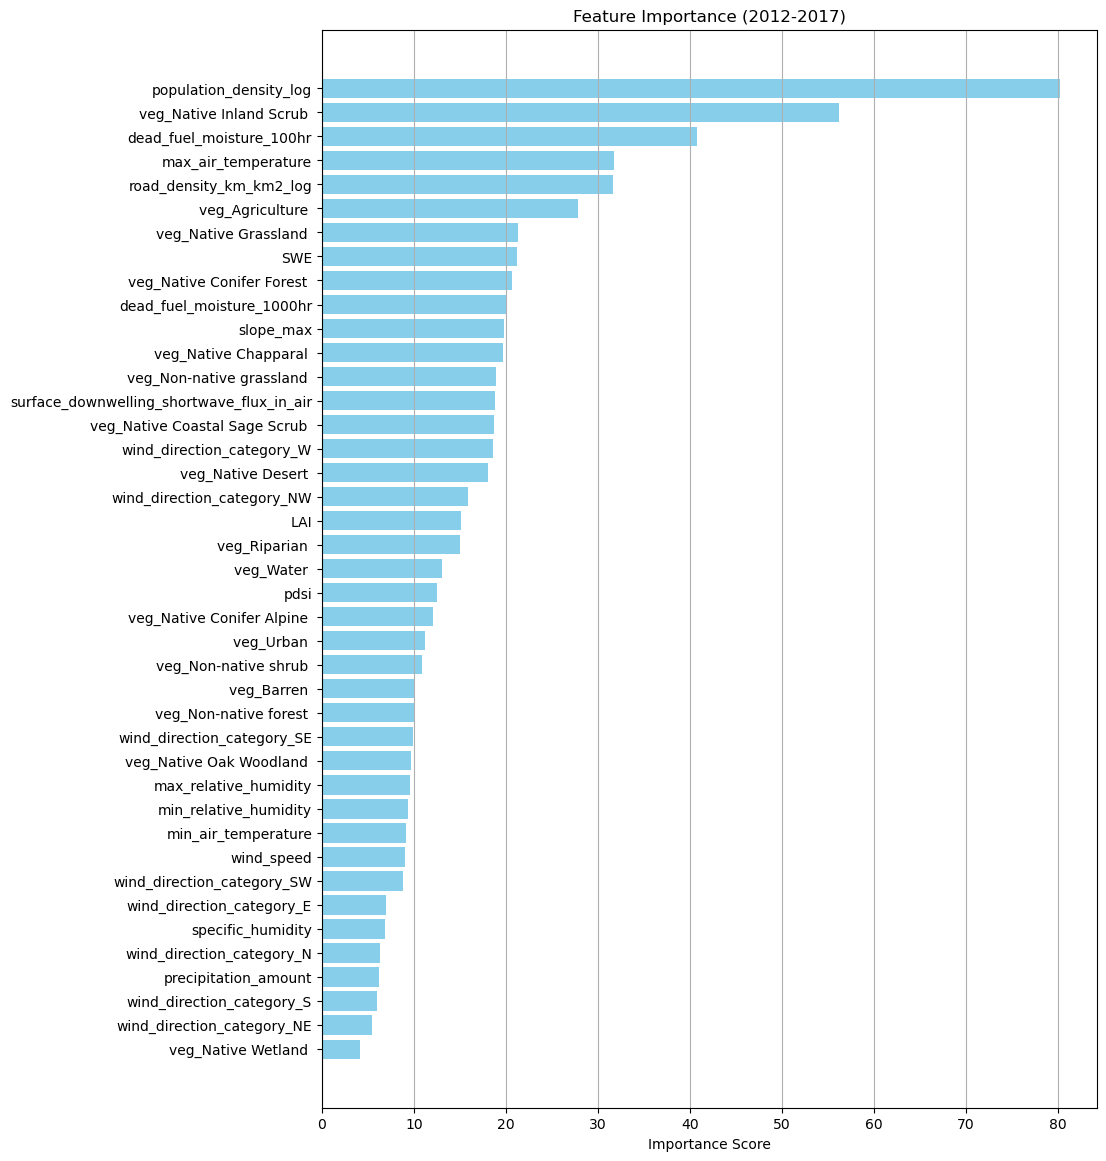 Feature Importance (2012-2017)
population_density_log
veg_Native Inland Scrub
dead_fuel_moisture_100hr
max_air_temperature
road_density_km_km2_log
veg_Agriculture
veg_Native Grassland
SWE
veg_Native Conifer Forest
dead_fuel_moisture_1000hr
slope_max
veg_Native Chapparal
veg_Non-native grassland
surface_downwelling_shortwave_flux_in_air
veg_Native Coastal Sage Scrub
wind_direction_category_W
veg_Native Desert
wind_direction_category_NW
LAI
veg_Riparian
veg_Water
pdsi
veg_Native Conifer Alpine
veg_Urban
veg_Non-native shrub
veg_Barren
veg_Non-native forest
wind_direction_category_SE
veg_Native Oak Woodland
max_relative_humidity
min_relative_humidity
min_air_temperature
wind_speed
wind_direction_category_SW
wind_direction_category_E
specific_humidity
wind_direction_category_N
precipitation_amount
wind_direction_category_S
wind_direction_category_NE
veg_Native Wetland
0 10 20 30 40 50 60 70 80
Importance Score